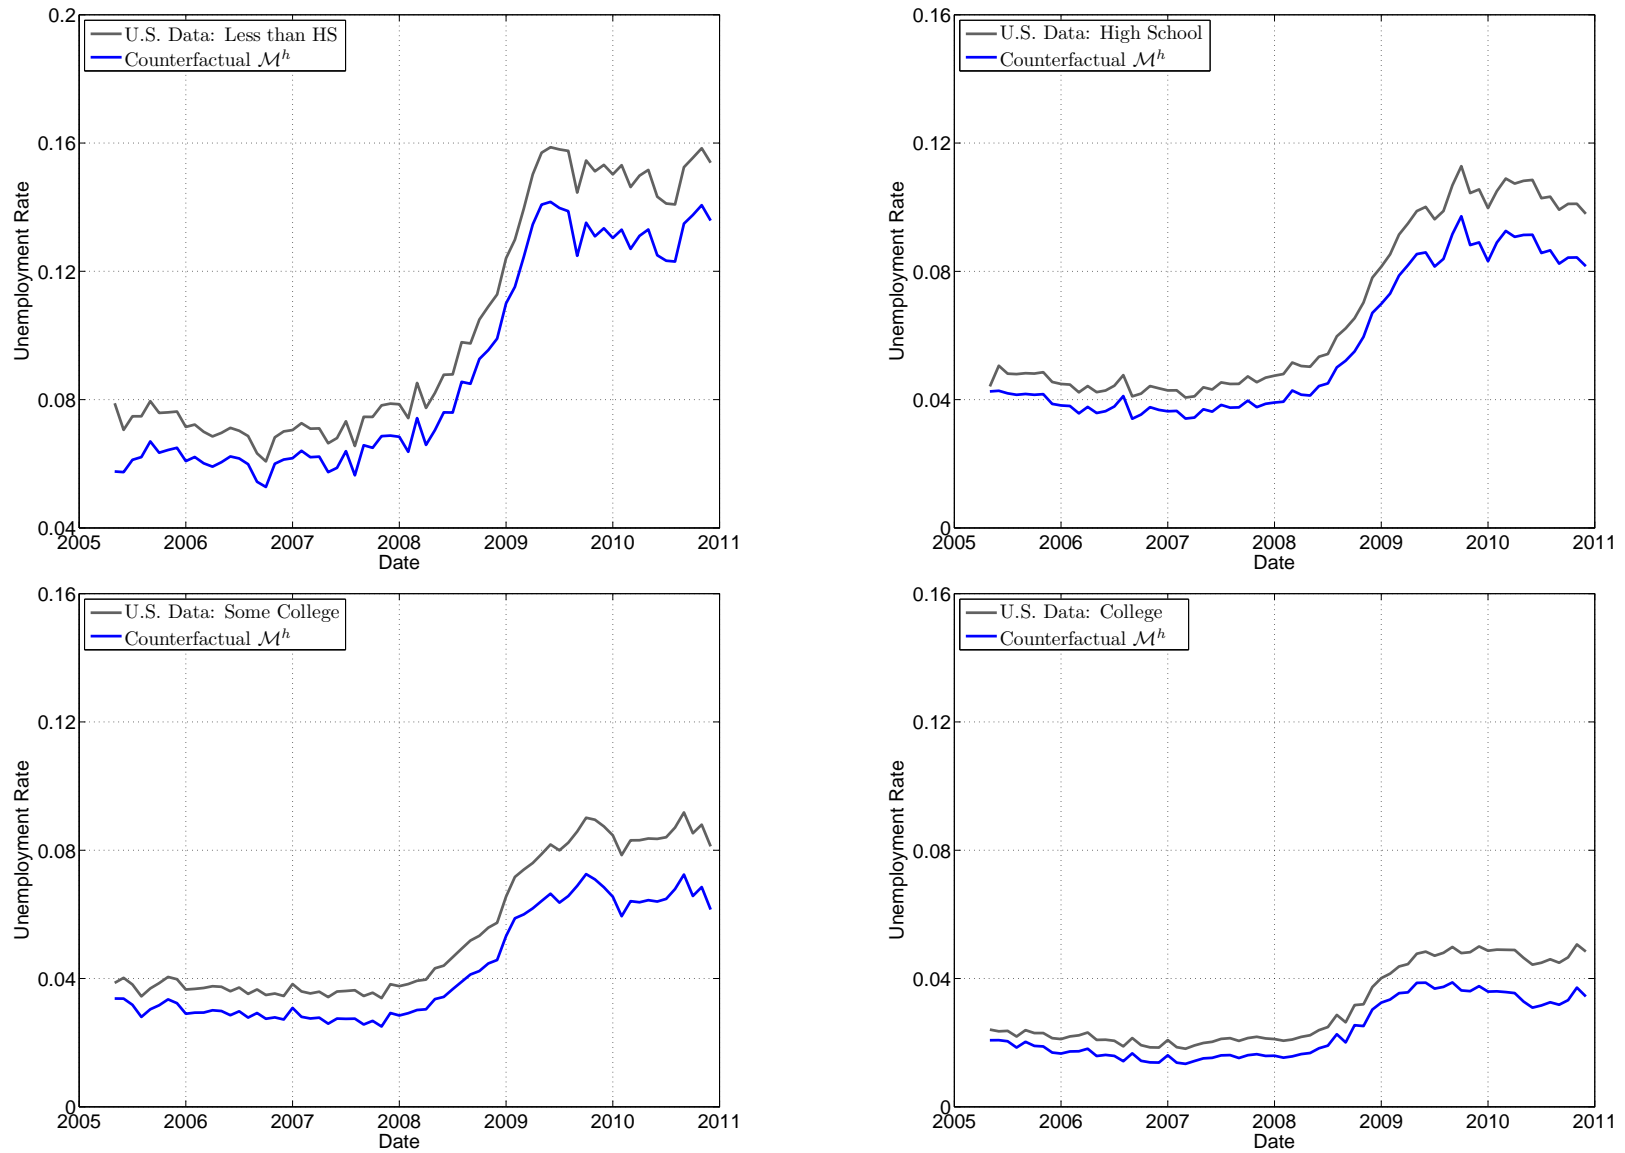 0.2
U.S. Data: Less than HS
Counterfactual 𝓜ʰ
0.16
0.12
0.08
0.04
Unemployment Rate
2005 2006 2007 2008 2009 2010 2011
Date
0.16
U.S. Data: High School
Counterfactual 𝓜ʰ
0.12
0.08
0.04
0
Unemployment Rate
2005 2006 2007 2008 2009 2010 2011
Date
0.16
U.S. Data: Some College
Counterfactual 𝓜ʰ
0.12
0.08
0.04
0
Unemployment Rate
2005 2006 2007 2008 2009 2010 2011
Date
0.16
U.S. Data: College
Counterfactual 𝓜ʰ
0.12
0.08
0.04
0
Unemployment Rate
2005 2006 2007 2008 2009 2010 2011
Date